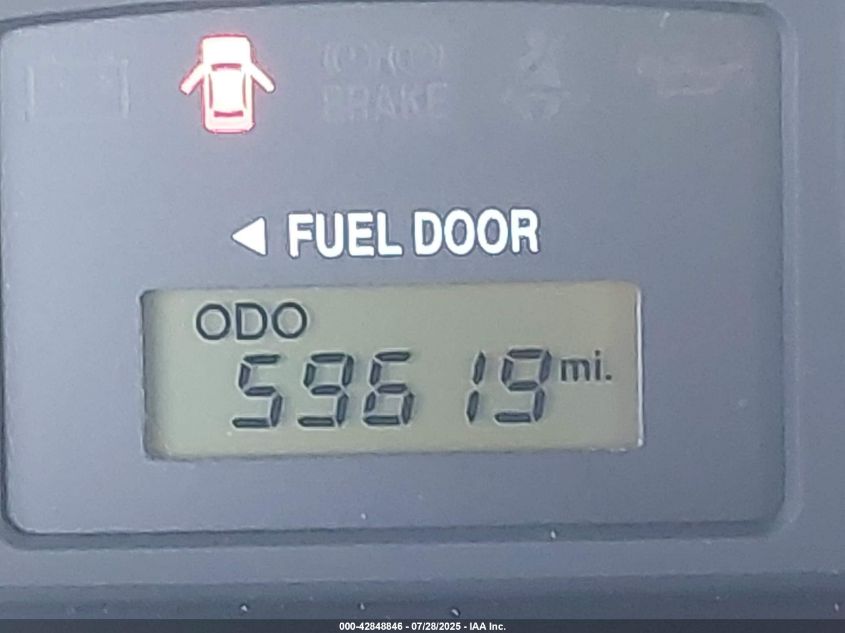 BRAKE
◀ FUEL DOOR
ODO
59619 mi.
000-42848846 - 07/28/2025 - IAA Inc.